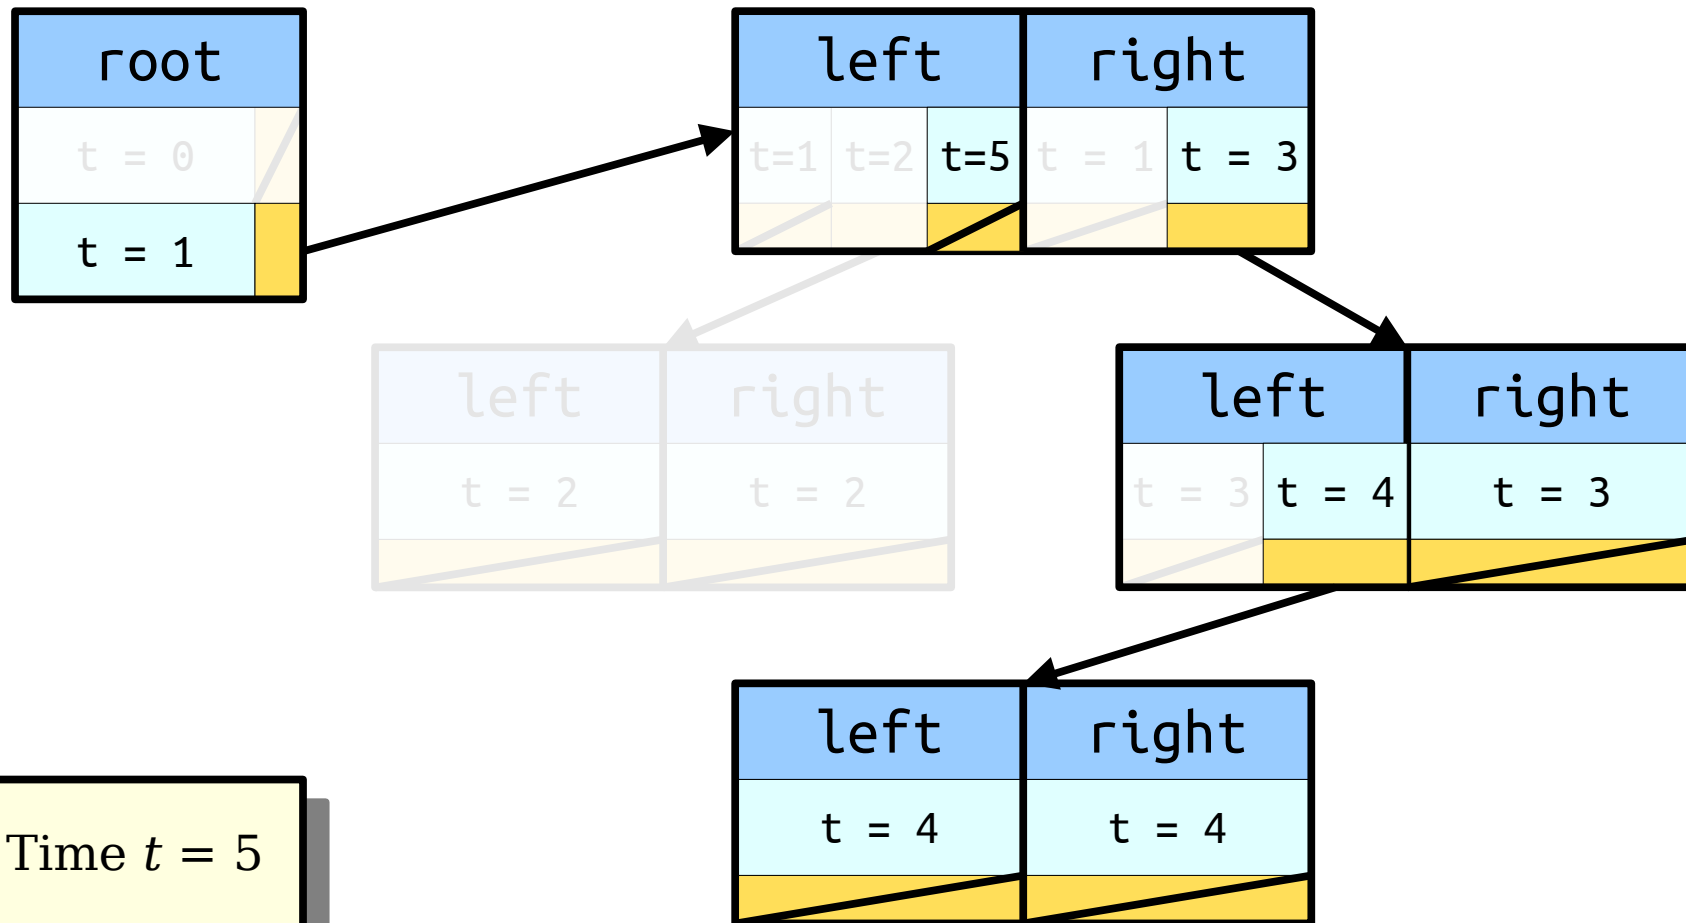 root
t = 0
t = 1
left right
t=1 t=2 t=5 t = 1 t = 3
left right
t = 2 t = 2
left right
t = 3 t = 4 t = 3
left right
t = 4 t = 4
Time t = 5